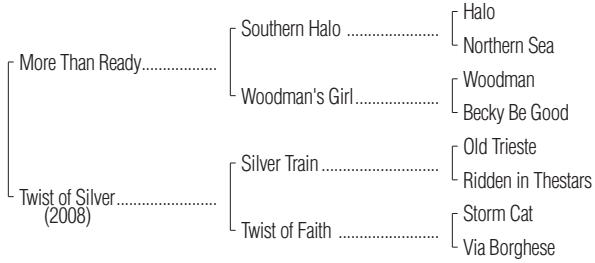 Halo
Southern Halo ...................
Northern Sea
More Than Ready..................
Woodman
Woodman's Girl.................
Becky Be Good
Old Trieste
Silver Train........................
Ridden in Thestars
Twist of Silver....................
(2008)
Storm Cat
Twist of Faith ....................
Via Borghese